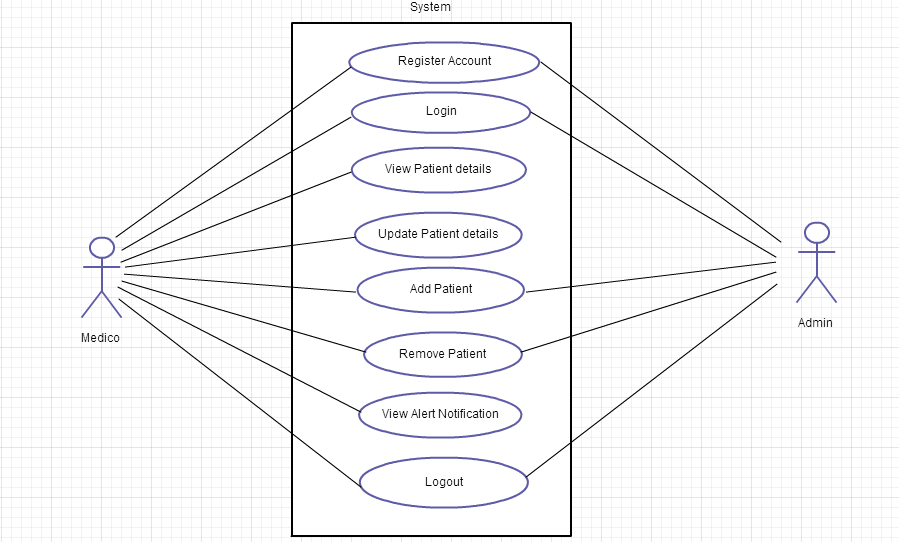 System
Register Account
Login
View Patient details
Update Patient details
Add Patient
Remove Patient
View Alert Notification
Logout
Medico
Admin